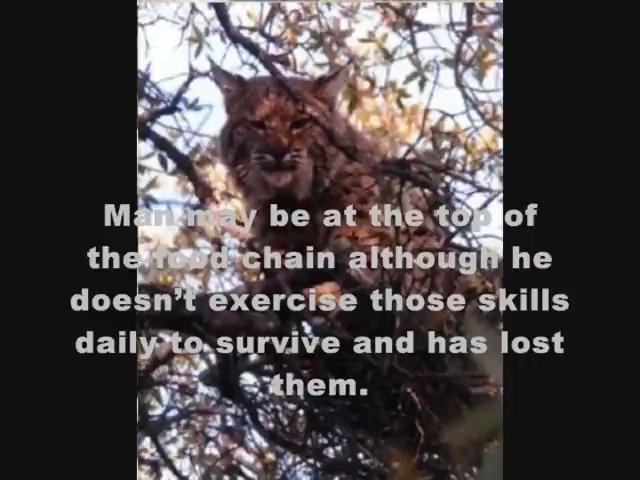 Man may be at the top of
the food chain although he
doesn't exercise those skills
daily to survive and has lost
them.